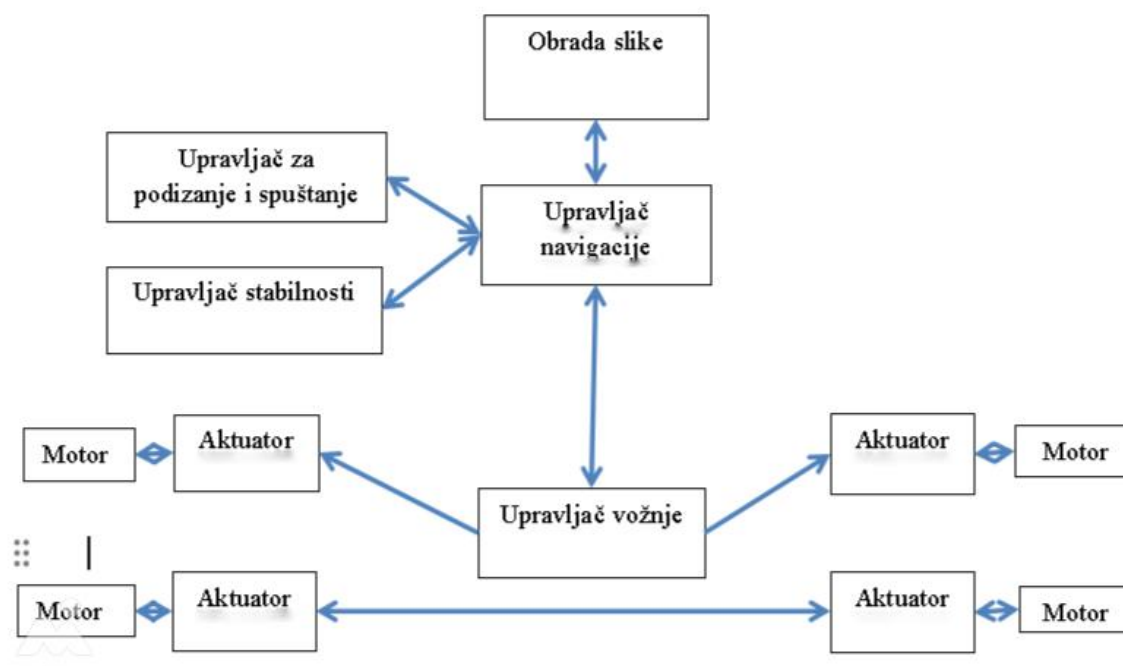 Obrada slike
Upravljač za
podizanje i spuštanje
Upravljač
navigacije
Upravljač stabilnosti
Motor
Aktuator
Aktuator
Motor
Upravljač vožnje
Motor
Aktuator
Aktuator
Motor